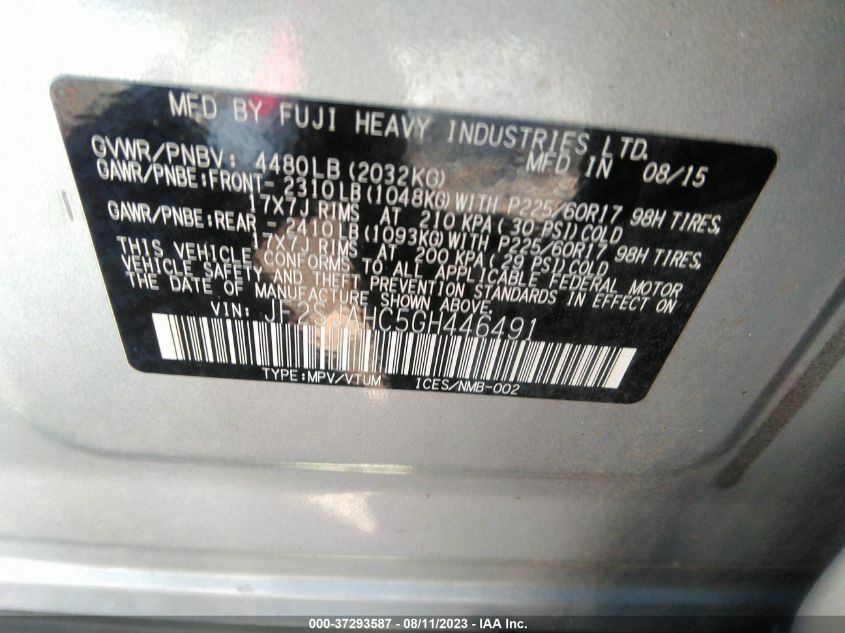 MFD BY FUJI HEAVY INDUSTRIES LTD.
GVWR/PNBV: 4480LB (2032KG) MFD IN 08/15
GAWR/PNBE:FRONT- 2310LB (1048KG) WITH P225/60R17 98H TIRES,
17X7J RIMS AT 210 KPA ( 30 PSI) COLD
GAWR/PNBE:REAR - 2410LB (1093KG) WITH P225/60R17 98H TIRES,
17X7J RIMS AT 200 KPA ( 29 PSI) COLD
THIS VEHICLE CONFORMS TO ALL APPLICABLE FEDERAL MOTOR
VEHICLE SAFETY AND THEFT PREVENTION STANDARDS IN EFFECT ON
THE DATE OF MANUFACTURE SHOWN ABOVE.
VIN: JF2SJAHC5GH446491
TYPE:MPV/VTUM ICES/NMB-002
000-37293587 - 08/11/2023 - IAA Inc.